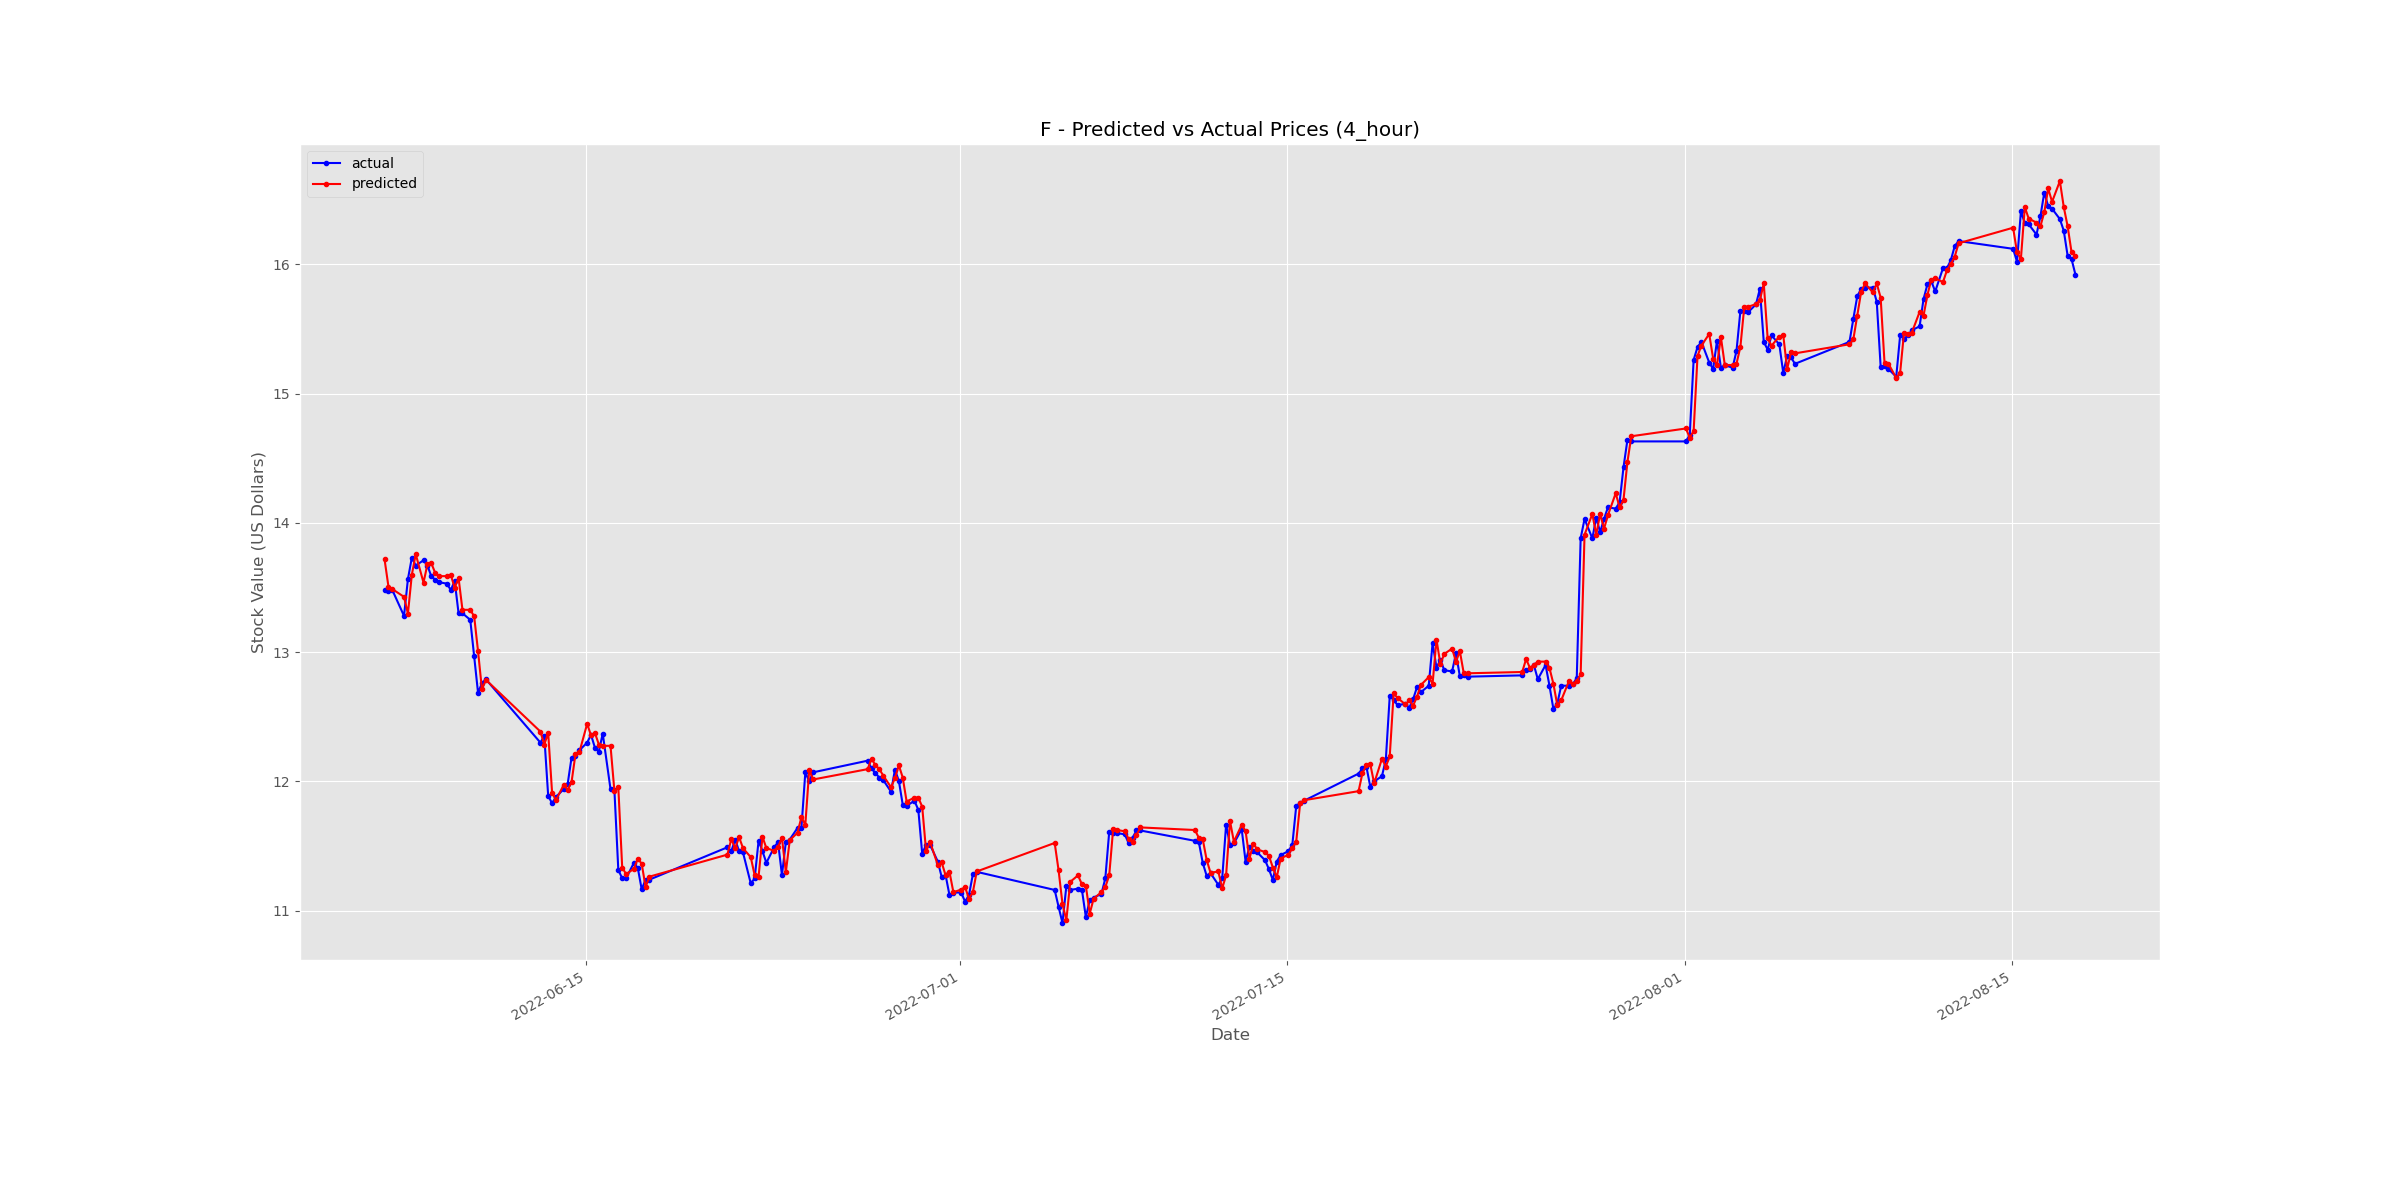 F - Predicted vs Actual Prices (4_hour)
actual
predicted
Stock Value (US Dollars)
16
15
14
13
12
11
2022-06-15
2022-07-01
2022-07-15
2022-08-01
2022-08-15
Date